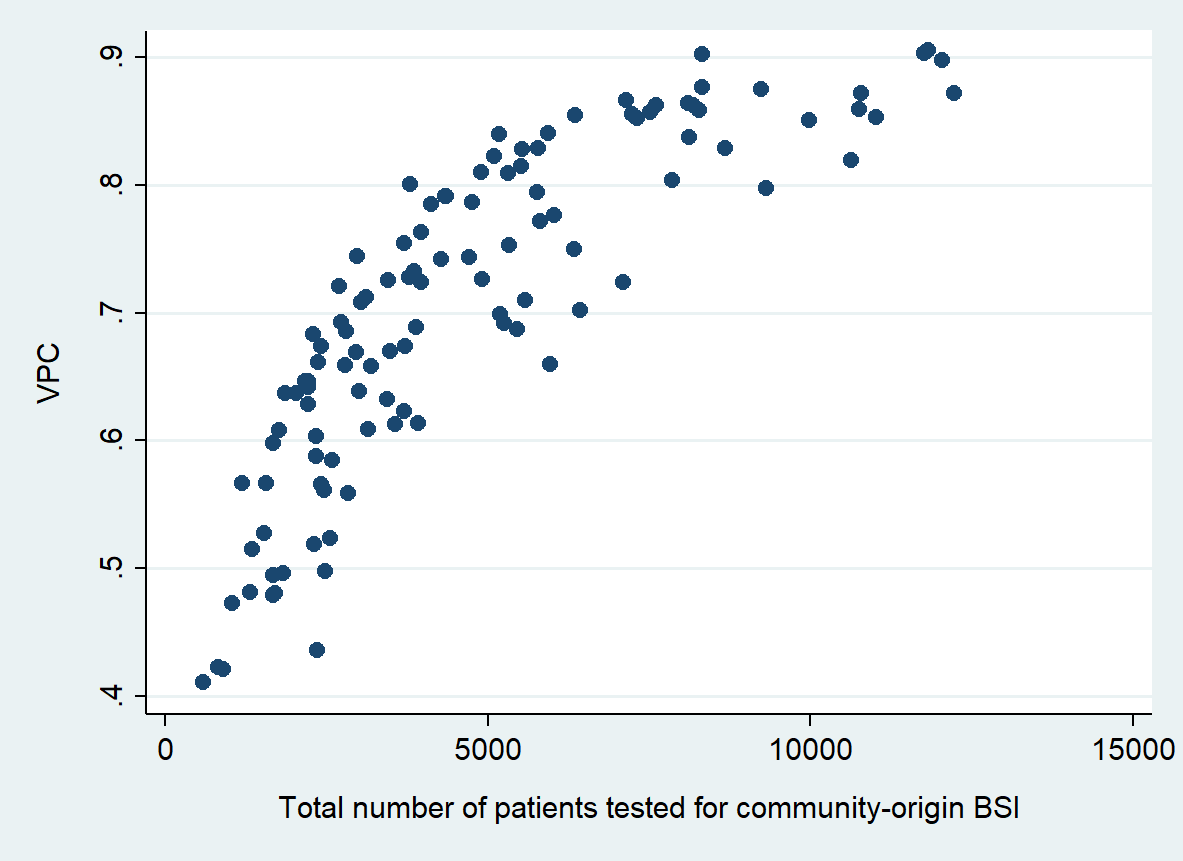 VPC
.9
.8
.7
.6
.5
.4
0 5000 10000 15000
Total number of patients tested for community-origin BSI